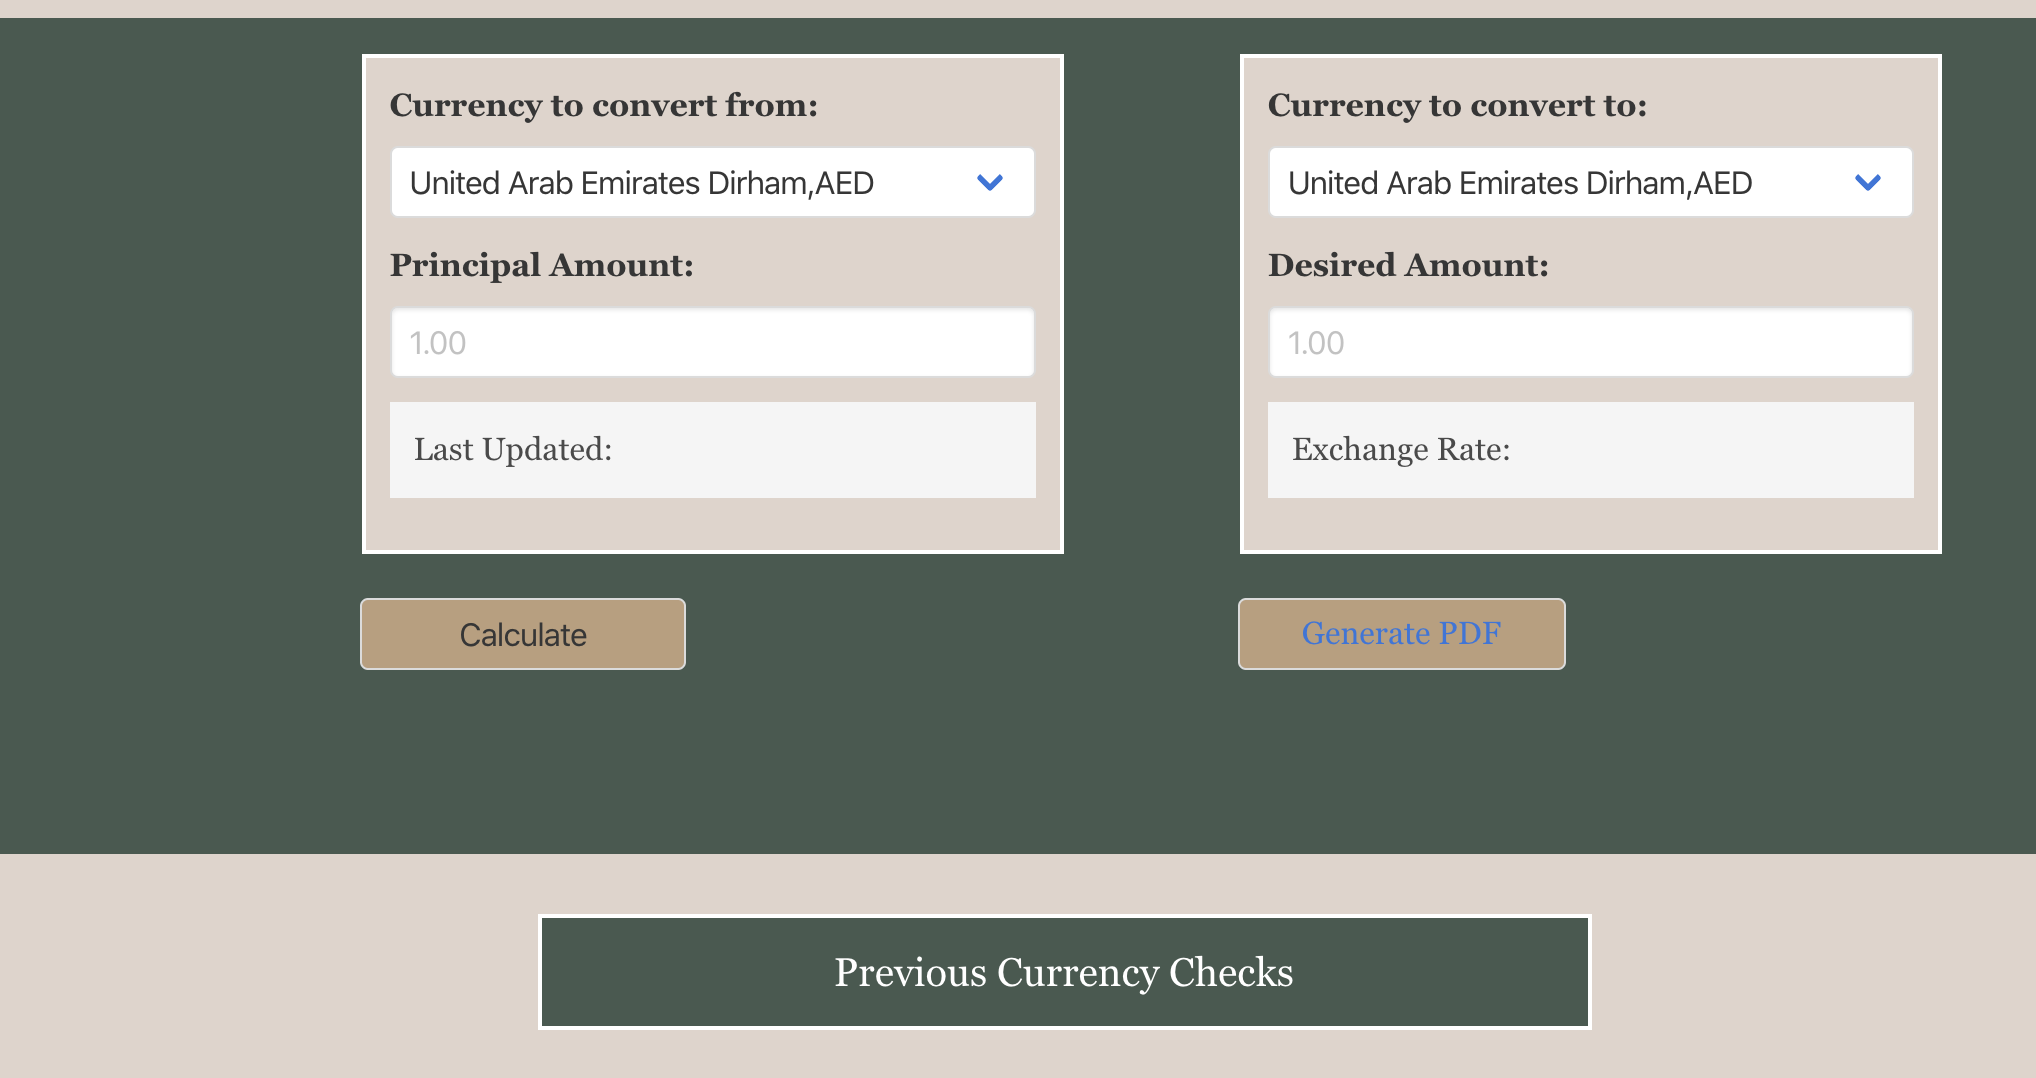 Currency to convert from:
United Arab Emirates Dirham,AED
Principal Amount:
1.00
Last Updated:
Calculate
Currency to convert to:
United Arab Emirates Dirham,AED
Desired Amount:
1.00
Exchange Rate:
Generate PDF
Previous Currency Checks